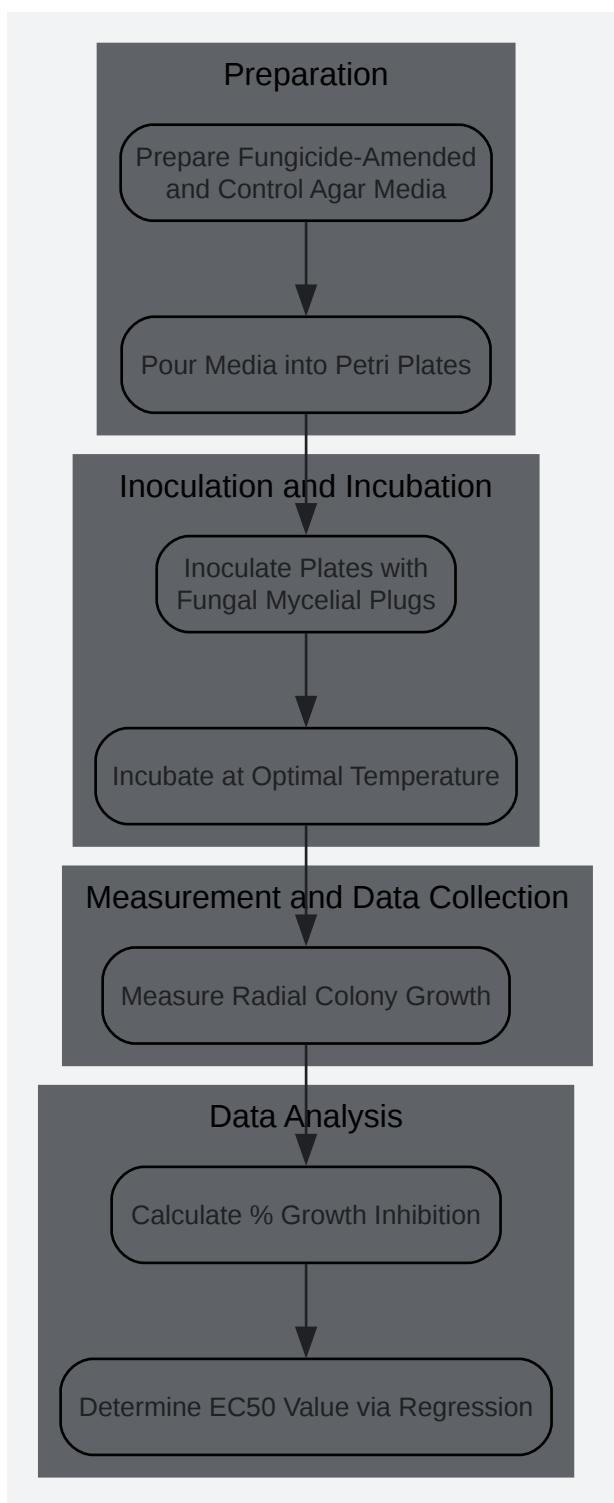 Preparation
Prepare Fungicide-Amended
and Control Agar Media
Pour Media into Petri Plates
Inoculation and Incubation
Inoculate Plates with
Fungal Mycelial Plugs
Incubate at Optimal Temperature
Measurement and Data Collection
Measure Radial Colony Growth
Data Analysis
Calculate % Growth Inhibition
Determine EC50 Value via Regression